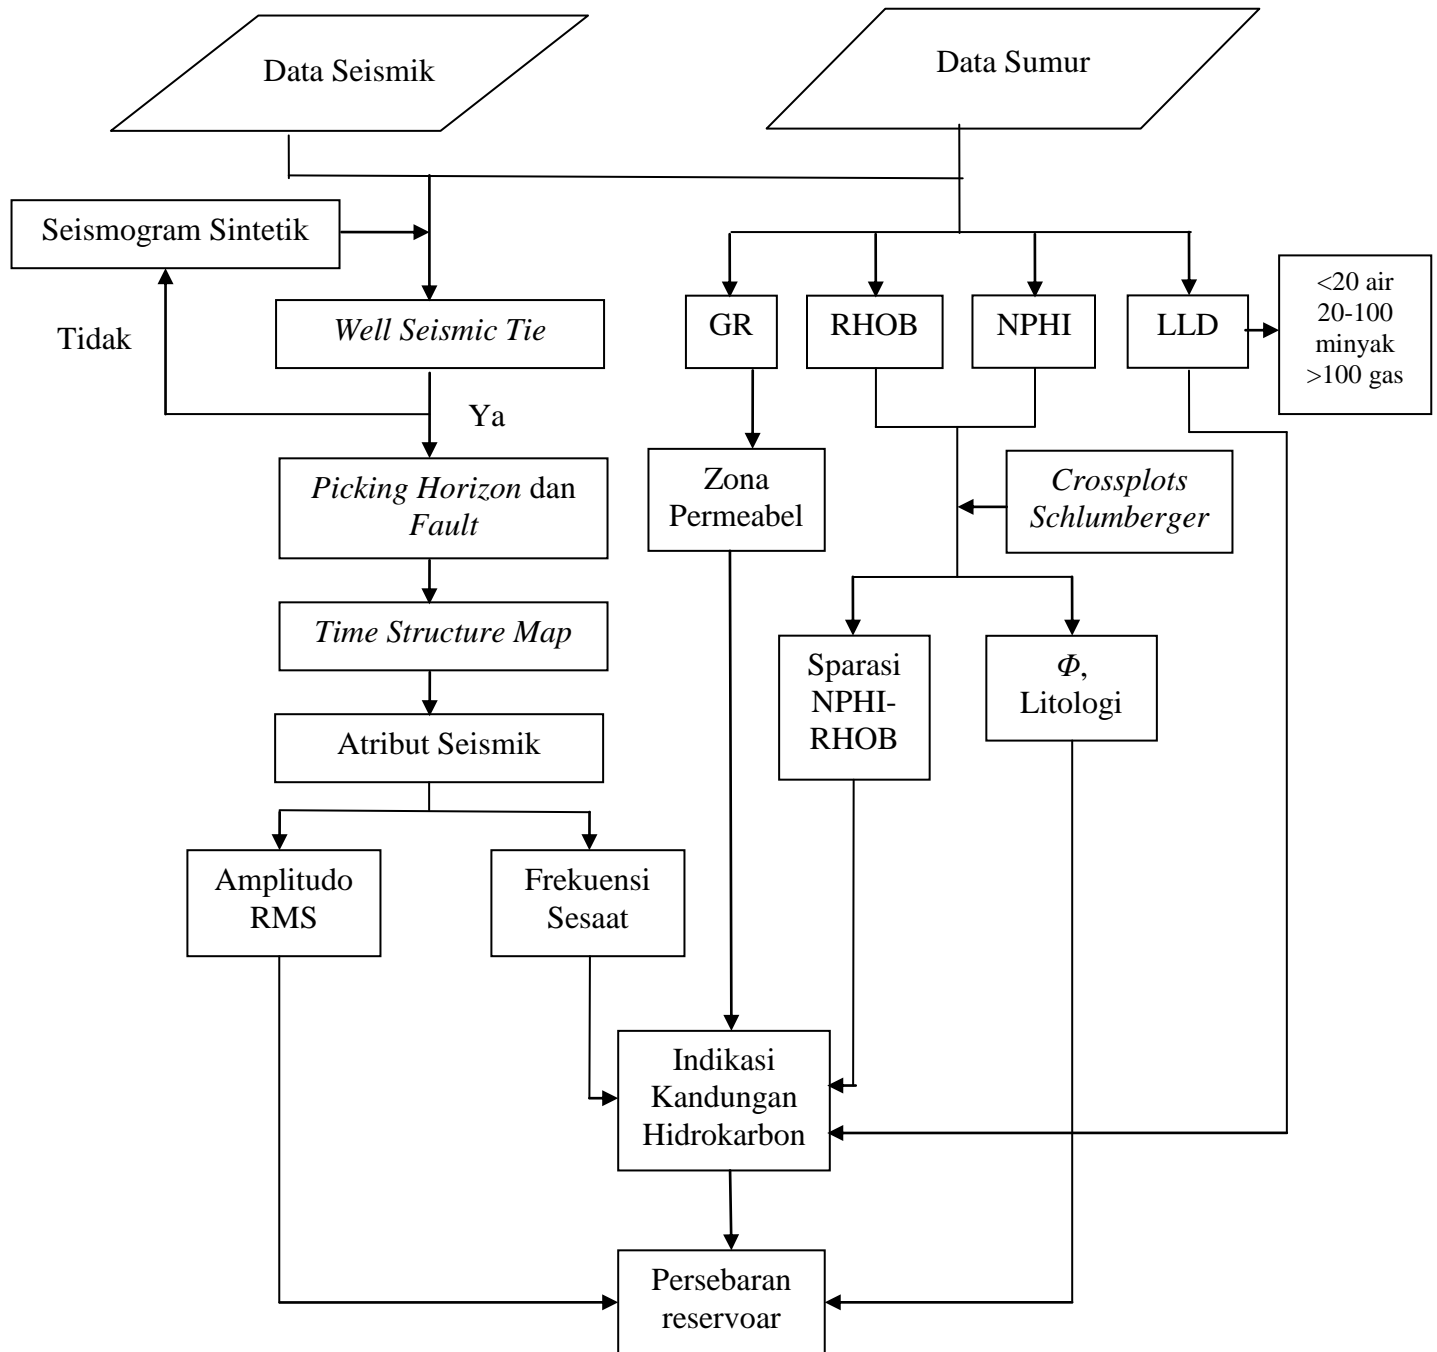 Data Seismik
Data Sumur
Seismogram Sintetik
Tidak
Well Seismic Tie
Ya
GR
RHOB
NPHI
LLD
<20 air
20-100
minyak
>100 gas
Picking Horizon dan
Fault
Zona
Permeabel
Crossplots
Schlumberger
Time Structure Map
Sparasi
NPHI-
RHOB
Φ,
Litologi
Atribut Seismik
Amplitudo
RMS
Frekuensi
Sesaat
Indikasi
Kandungan
Hidrokarbon
Persebaran
reservoar